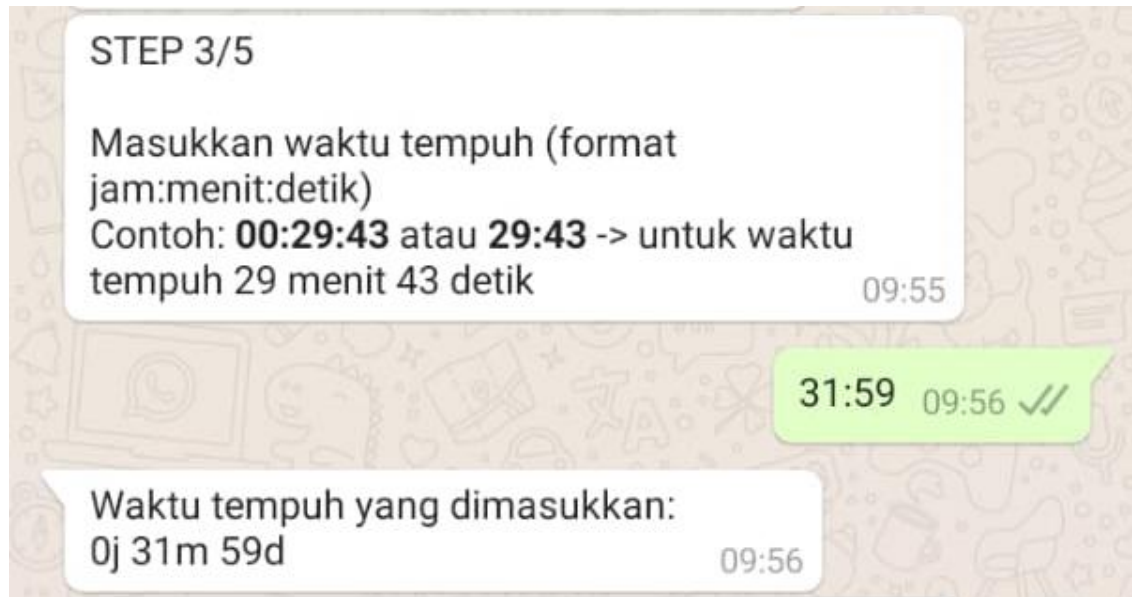 STEP 3/5
Masukkan waktu tempuh (format
jam:menit:detik)
Contoh: 00:29:43 atau 29:43 -> untuk waktu
tempuh 29 menit 43 detik
09:55
31:59 09:56
Waktu tempuh yang dimasukkan:
0j 31m 59d
09:56